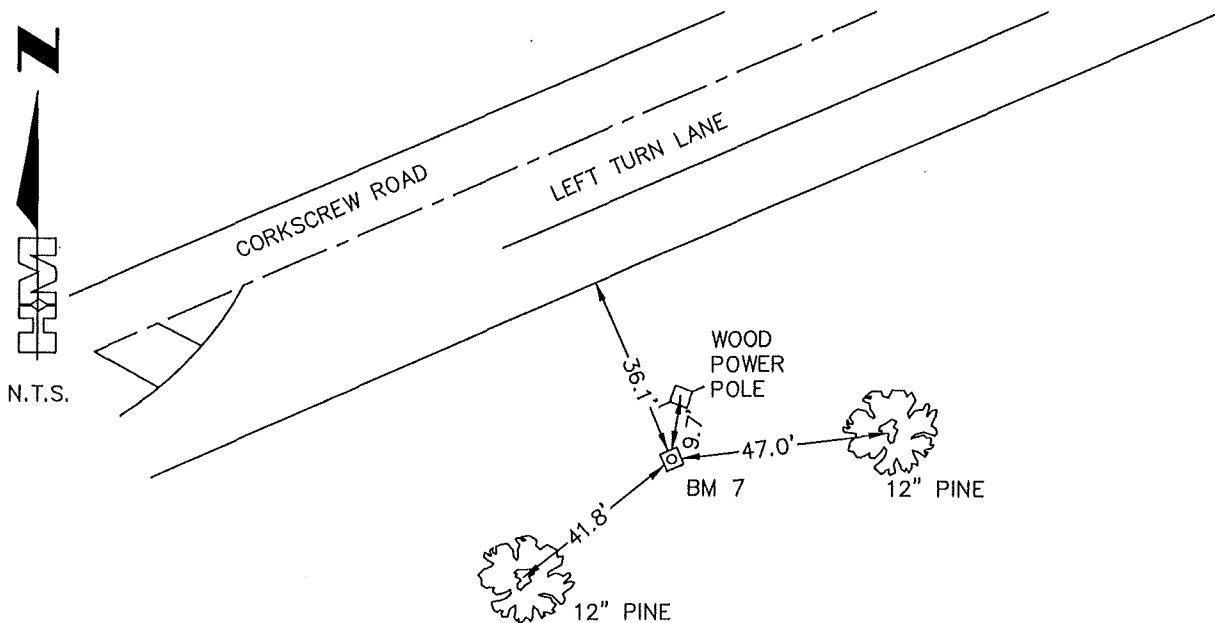 N
HM
N.T.S.
CORKSCREW ROAD
LEFT TURN LANE
36.1'
WOOD
POWER
POLE
9.7'
47.0'
BM 7
12" PINE
41.8'
12" PINE